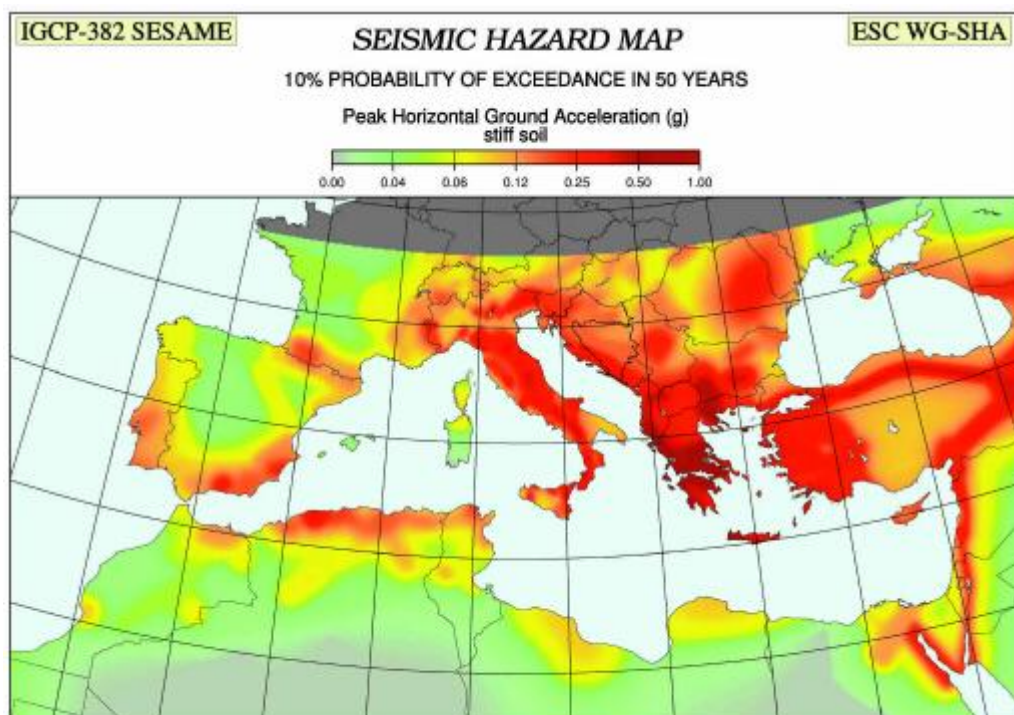 IGCP-382 SESAME
SEISMIC HAZARD MAP
ESC WG-SHA
10% PROBABILITY OF EXCEEDANCE IN 50 YEARS
Peak Horizontal Ground Acceleration (g)
stiff soil
0.00 0.04 0.06 0.12 0.25 0.50 1.00